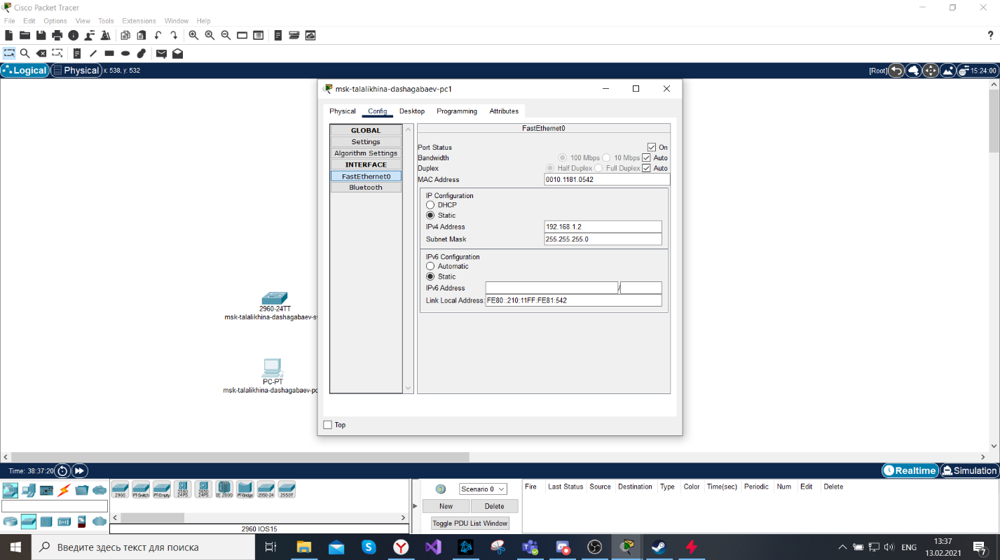 Cisco Packet Tracer
File Edit Options View Tools Extensions Window Help
?
Logical Physical x: 538, y: 532 [Root] 15:24:00
msk-talalikhina-dashagabaev-pc1
Physical Config Desktop Programming Attributes
GLOBAL
Settings
Algorithm Settings
INTERFACE
FastEthernet0
Bluetooth
FastEthernet0
Port Status On
Bandwidth 100 Mbps 10 Mbps Auto
Duplex Half Duplex Full Duplex Auto
MAC Address 0010.1181.0542
IP Configuration
DHCP
Static
IPv4 Address 192.168.1.2
Subnet Mask 255.255.255.0
IPv6 Configuration
Automatic
Static
IPv6 Address /
Link Local Address: FE80::210:11FF:FE81:542
Top
2960-24TT
msk-talalikhina-dashagabaev-sw
PC-PT
msk-talalikhina-dashagabaev-pc
Time: 38:37:20 Realtime Simulation
2960 PT-Switch PT-Empty 3560 24PS 3650 24PS IE 2000 PT-Bridge 2950-24 2950T
2960 IOS15
Scenario 0
New Delete
Toggle PDU List Window
Fire Last Status Source Destination Type Color Time(sec) Periodic Num Edit Delete
Введите здесь текст для поиска
ENG
13:37
13.02.2021
7